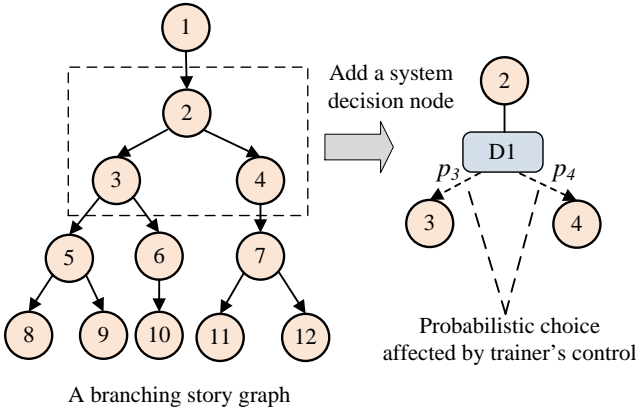 1
2
3
4
5
6
7
8
9
10
11
12
A branching story graph
Add a system
decision node
2
D1
p3
p4
3
4
Probabilistic choice
affected by trainer's control